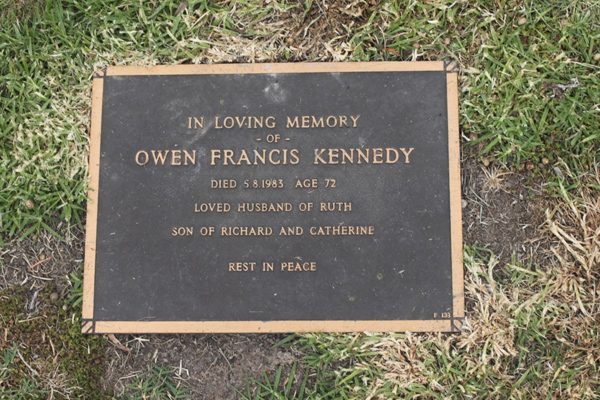 IN LOVING MEMORY
- OF -
OWEN FRANCIS KENNEDY
DIED 5·8·1983 AGE 72
LOVED HUSBAND OF RUTH
SON OF RICHARD AND CATHERINE
REST IN PEACE